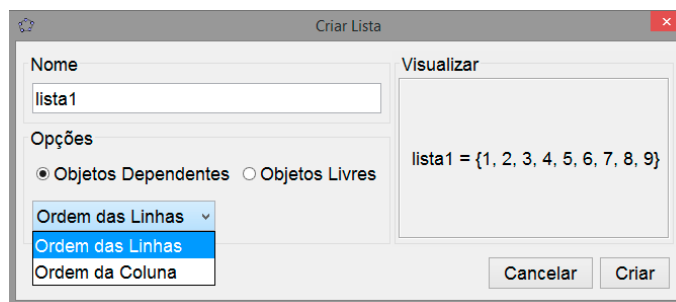 Criar Lista
Nome
lista1
Opções
Objetos Dependentes Objetos Livres
Ordem das Linhas
Ordem das Linhas
Ordem da Coluna
Visualizar
lista1 = {1, 2, 3, 4, 5, 6, 7, 8, 9}
Cancelar Criar